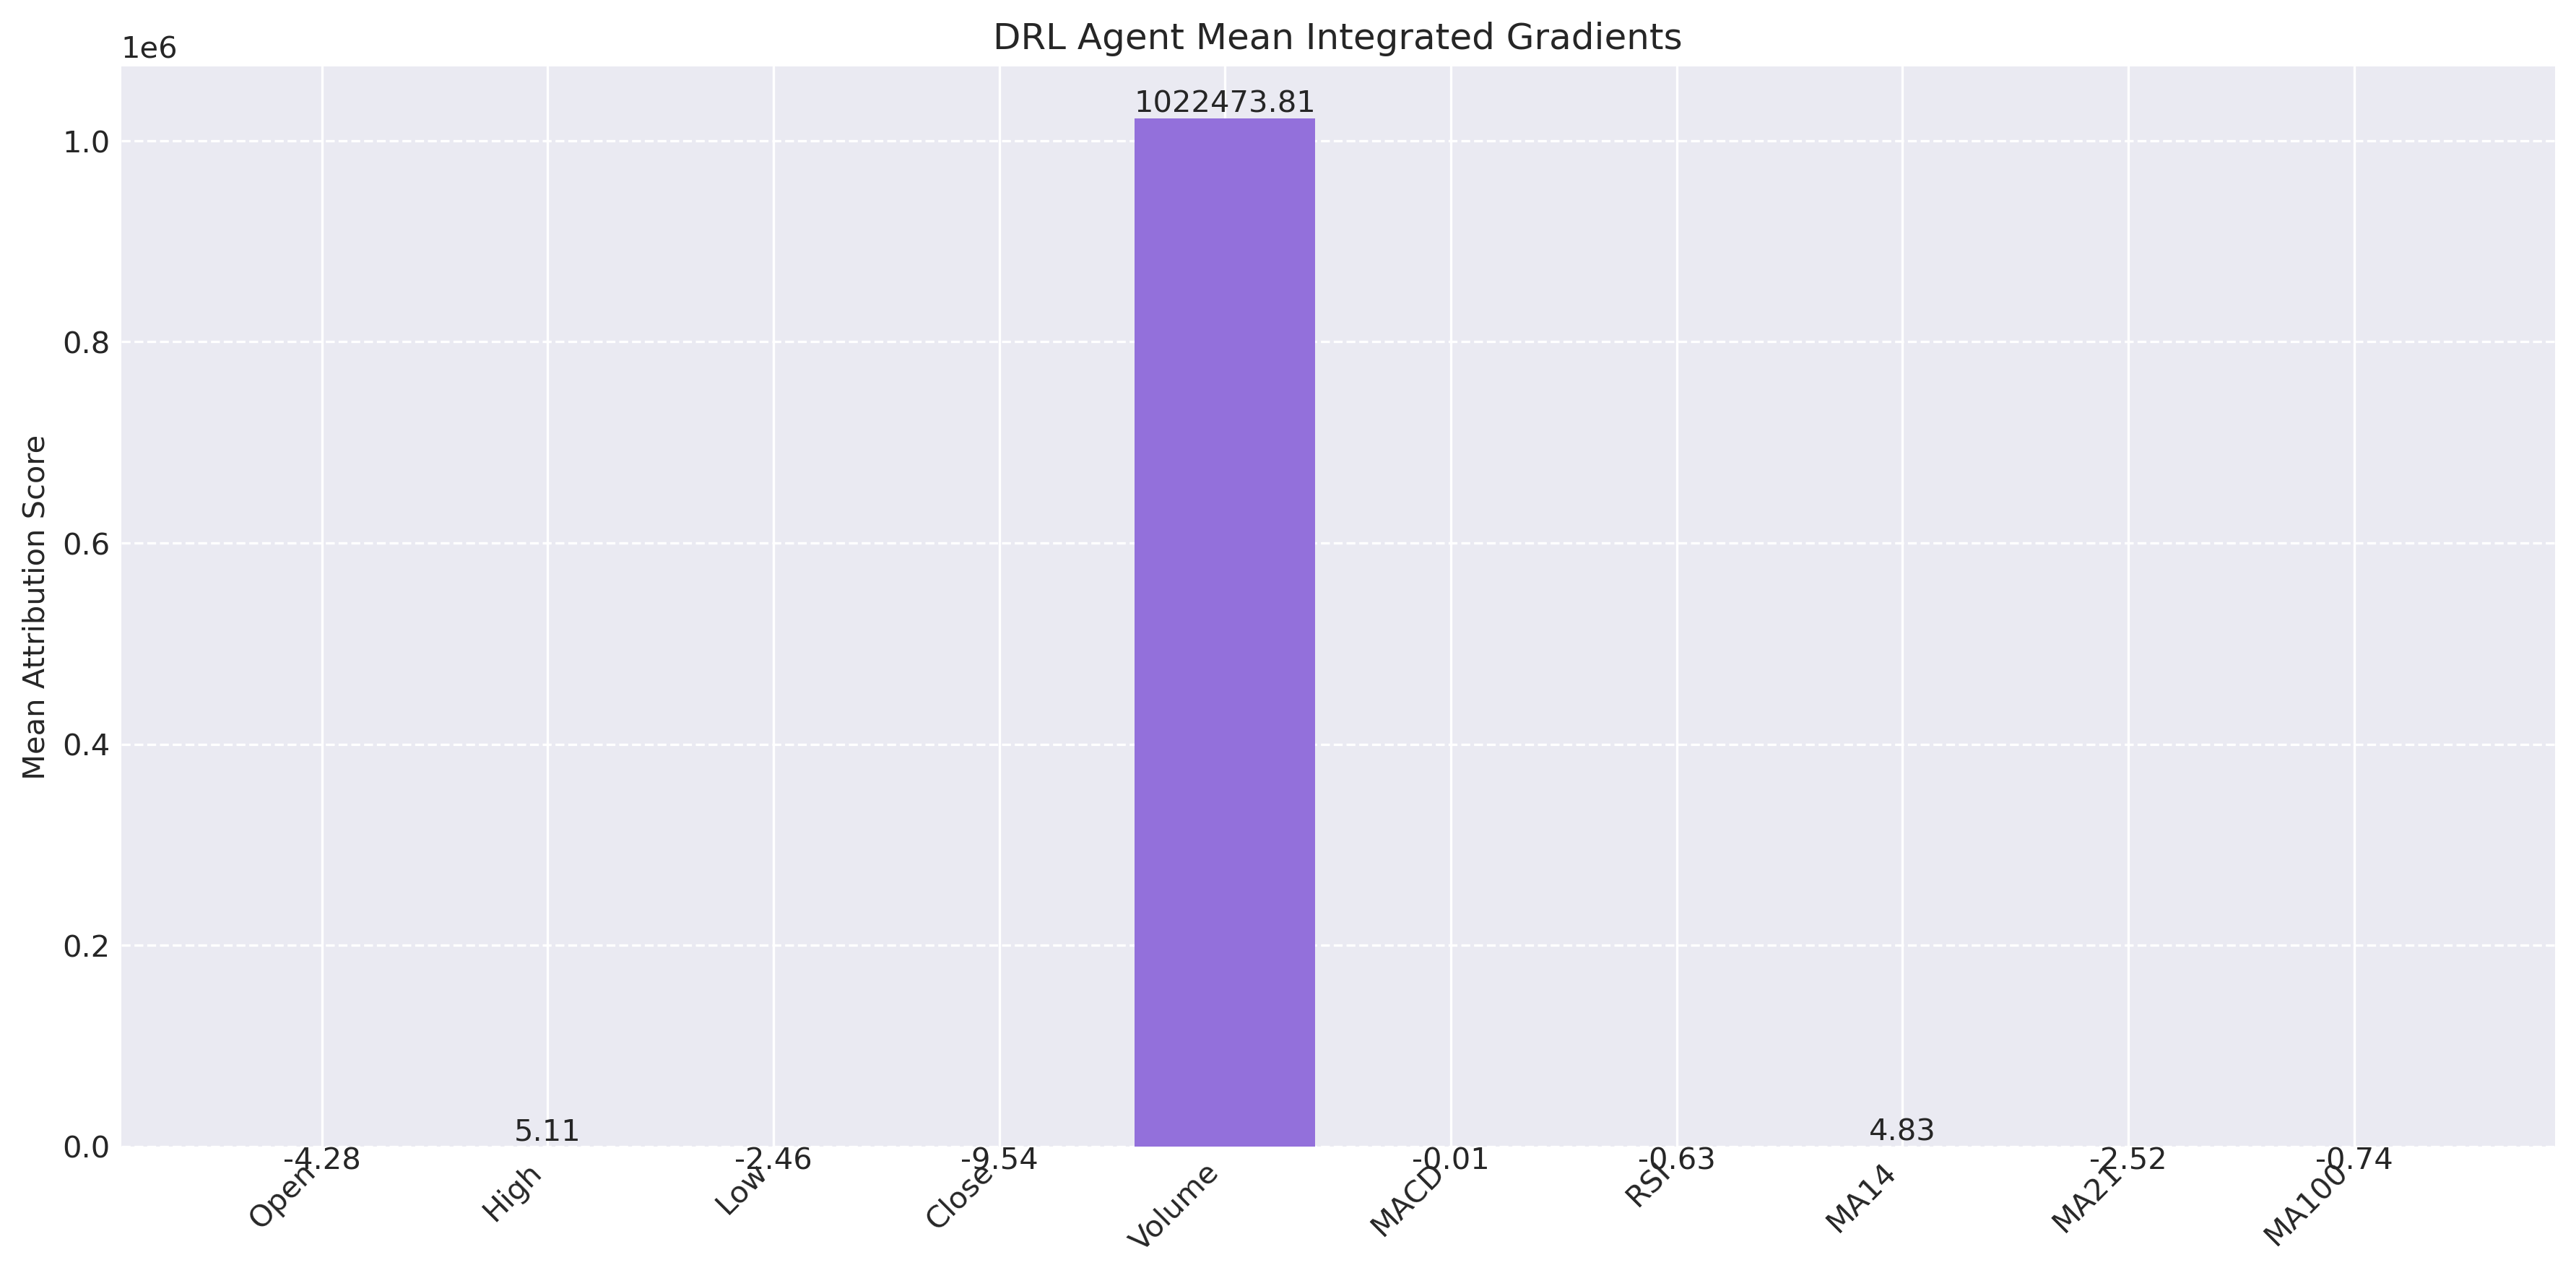 DRL Agent Mean Integrated Gradients
1e6
Mean Attribution Score
1.0
0.8
0.6
0.4
0.2
0.0
1022473.81
-4.28
5.11
-2.46
-9.54
-0.01
-0.63
4.83
-2.52
-0.74
Open
High
Low
Close
Volume
MACD
RSI
MA14
MA21
MA100